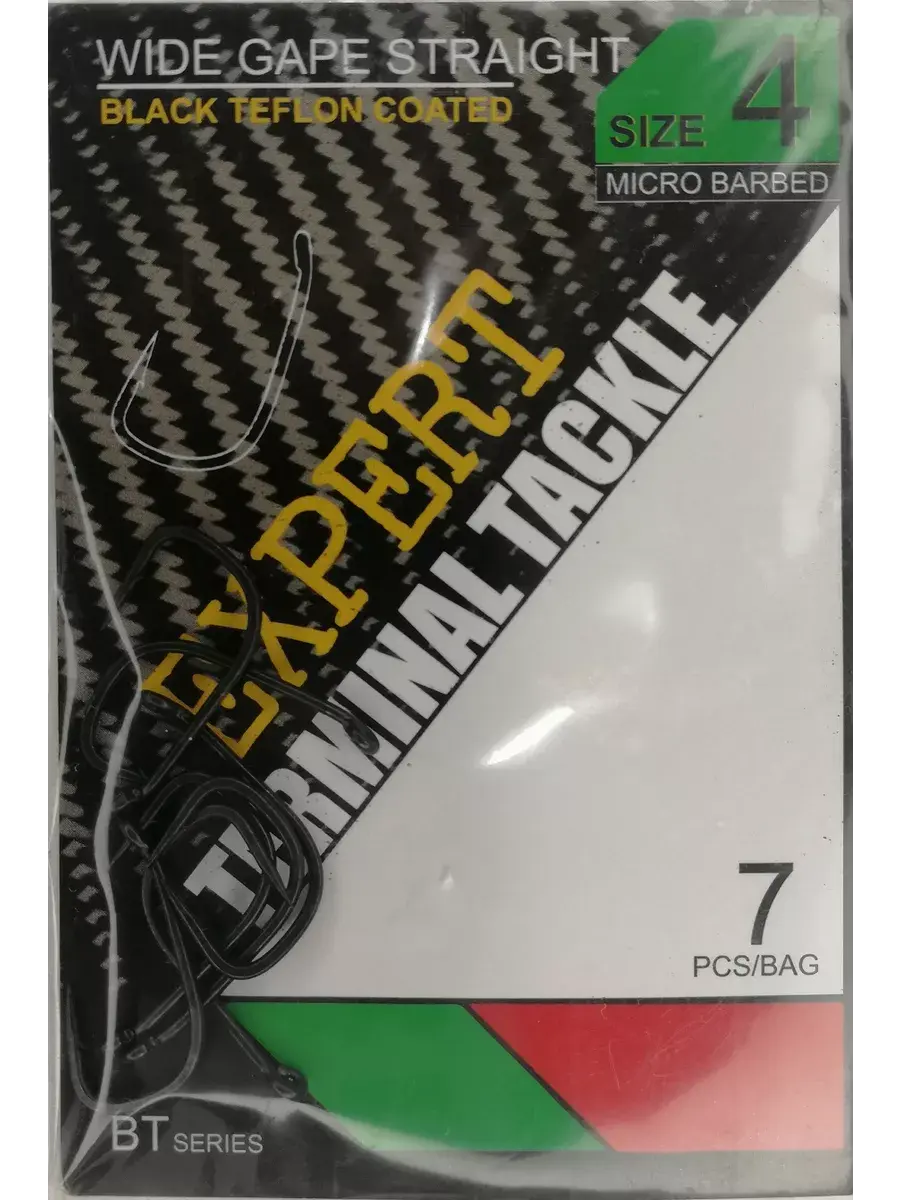 WIDE GAPE STRAIGHT
BLACK TEFLON COATED
SIZE 4
MICRO BARBED
EXPERT
TERMINAL TACKLE
7
PCS/BAG
BT SERIES